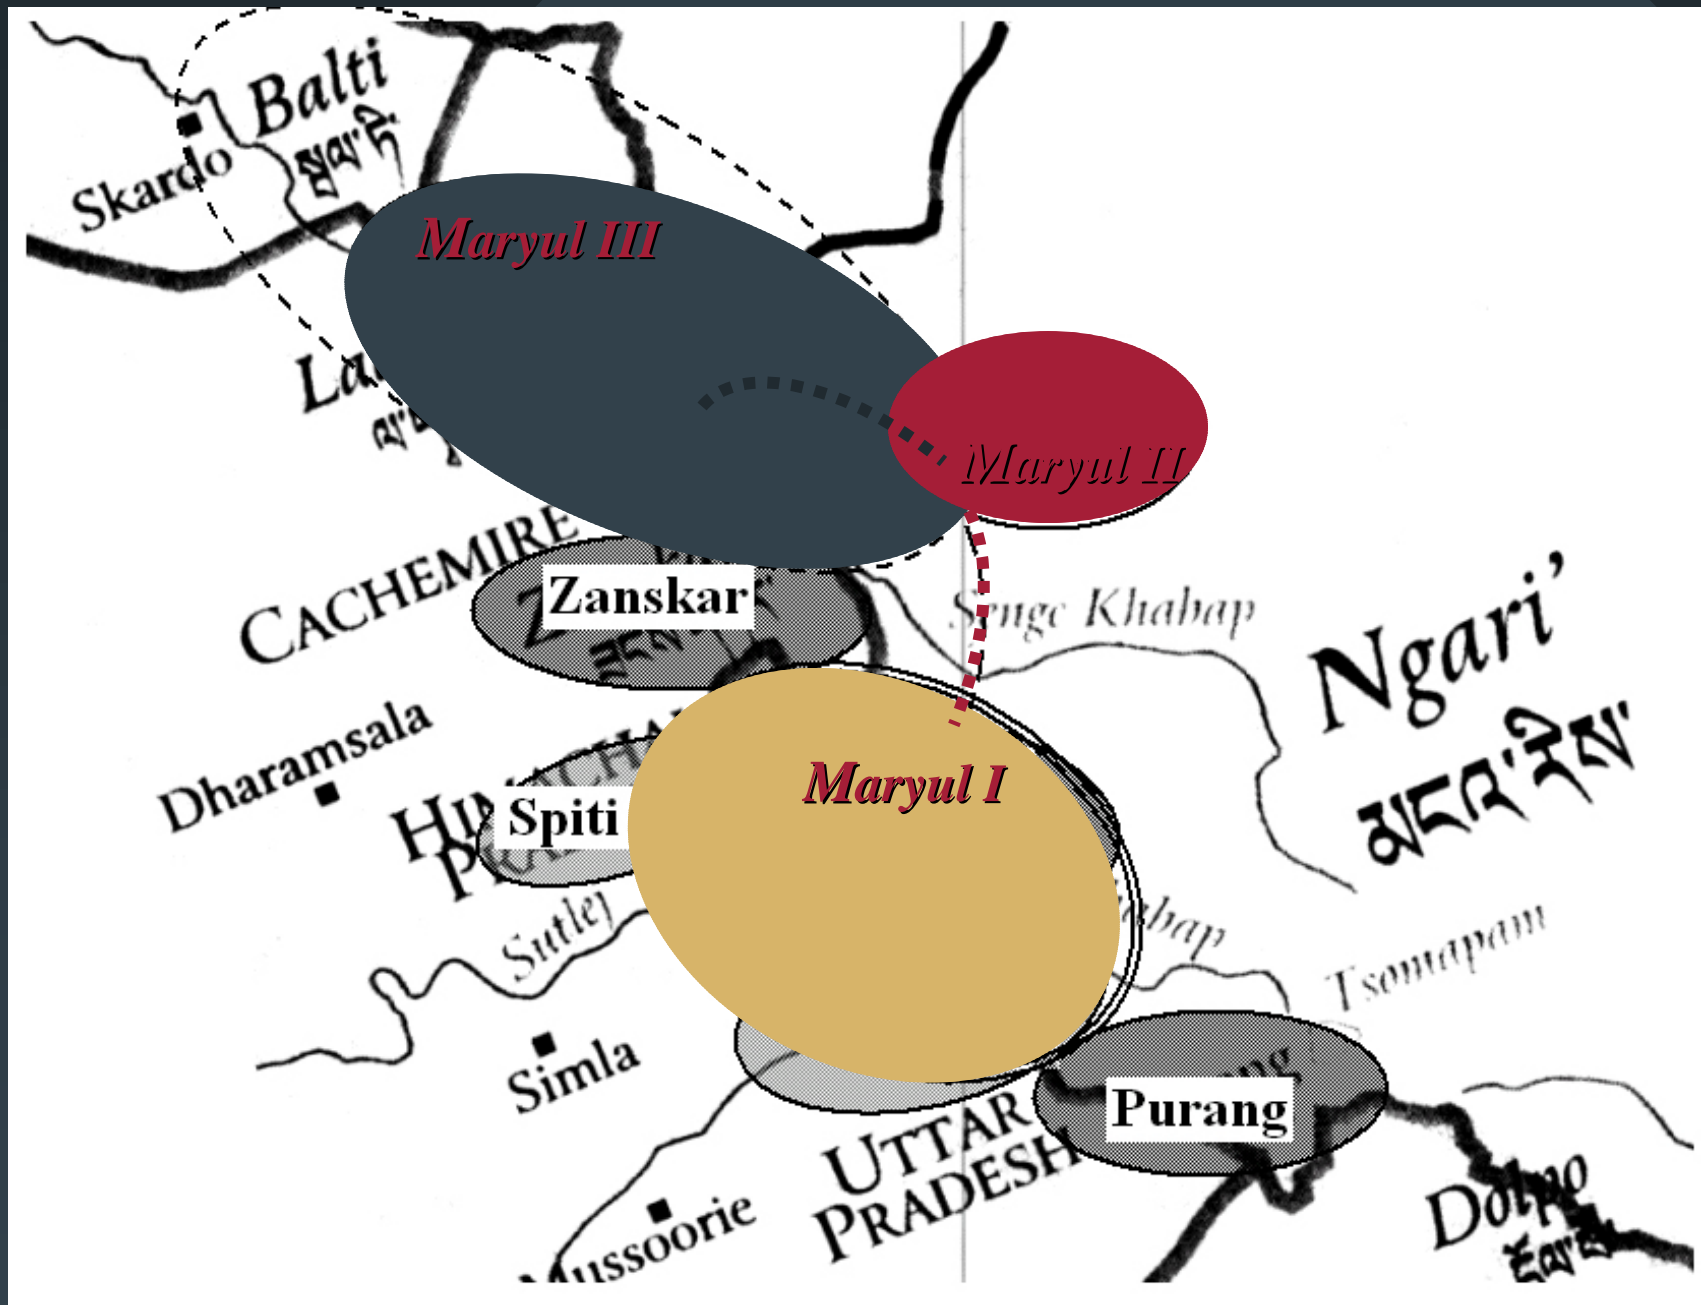 Balti
Skardo
Maryul III
Maryul II
CACHEMIRE
Zanskar
Senge Khabap
Ngari'
མངའ་རིས་
Dharamsala
Maryul I
Spiti
Sutlej
Tsomapam
Simla
Purang
UTTAR
PRADESH
Dolpo
Mussoorie